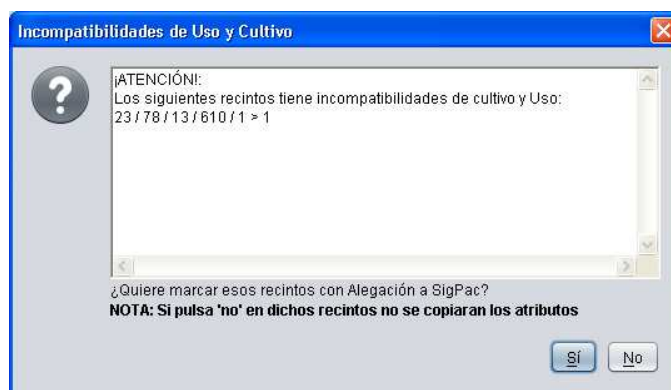 Incompatibilidades de Uso y Cultivo
¡ATENCIÓN!:
Los siguientes recintos tiene incompatibilidades de cultivo y Uso:
23 / 78 / 13 / 610 / 1 > 1
¿Quiere marcar esos recintos con Alegación a SigPac?
NOTA: Si pulsa 'no' en dichos recintos no se copiaran los atributos
Sí No